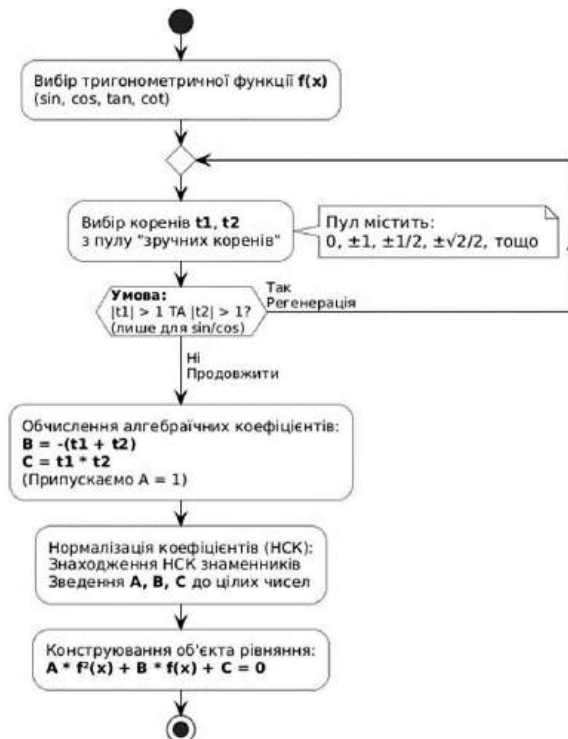 Вибір тригонометричної функції f(x)
(sin, cos, tan, cot)
Вибір коренів t1, t2
з пулу "зручних коренів"
Пул містить:
0, ±1, ±1/2, ±√2/2, тощо
Умова:
|t1| > 1 ТА |t2| > 1?
(лише для sin/cos)
Так
Регенерація
Ні
Продовжити
Обчислення алгебраїчних коефіцієнтів:
B = -(t1 + t2)
C = t1 * t2
(Припускаємо A = 1)
Нормалізація коефіцієнтів (НСК):
Знаходження НСК знаменників
Зведення A, B, C до цілих чисел
Конструювання об'єкта рівняння:
A * f²(x) + B * f(x) + C = 0